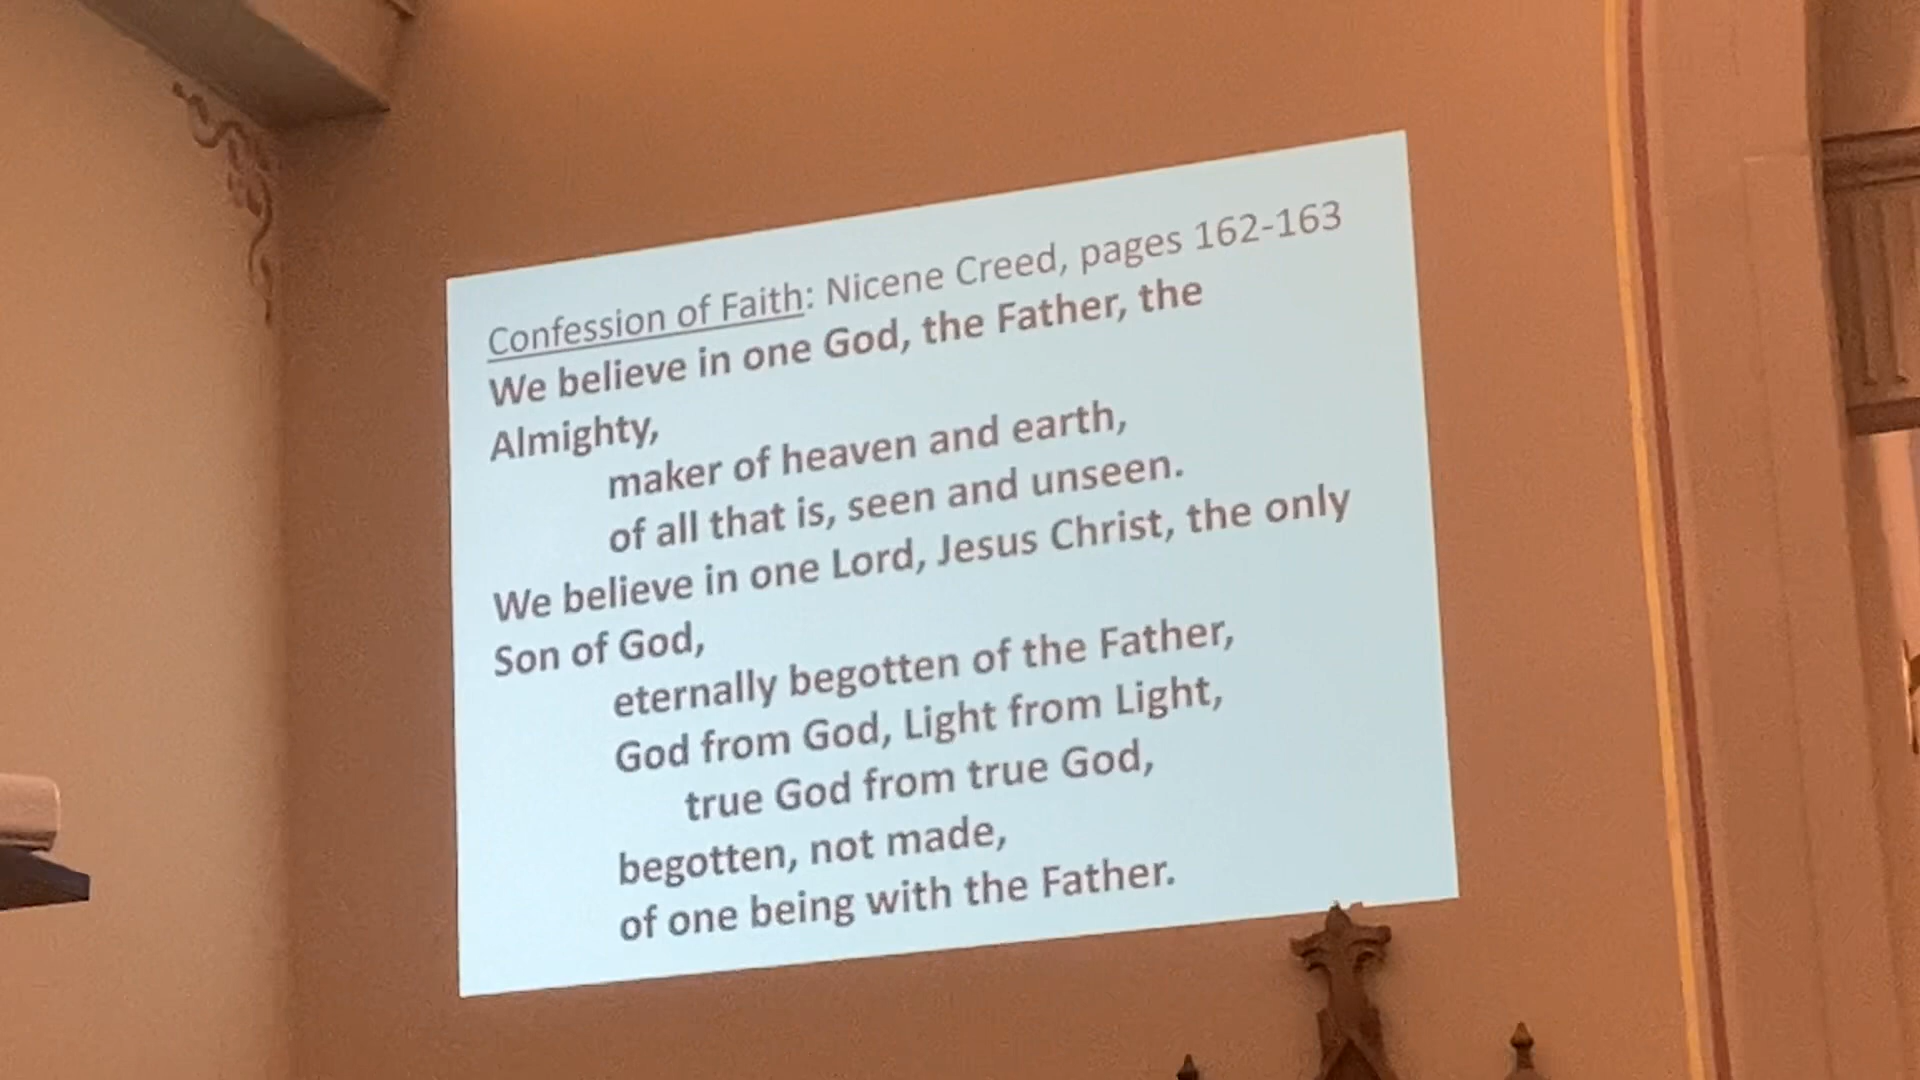 Confession of Faith: Nicene Creed, pages 162-163
We believe in one God, the Father, the
Almighty,
maker of heaven and earth,
of all that is, seen and unseen.
We believe in one Lord, Jesus Christ, the only
Son of God,
eternally begotten of the Father,
God from God, Light from Light,
true God from true God,
begotten, not made,
of one being with the Father.